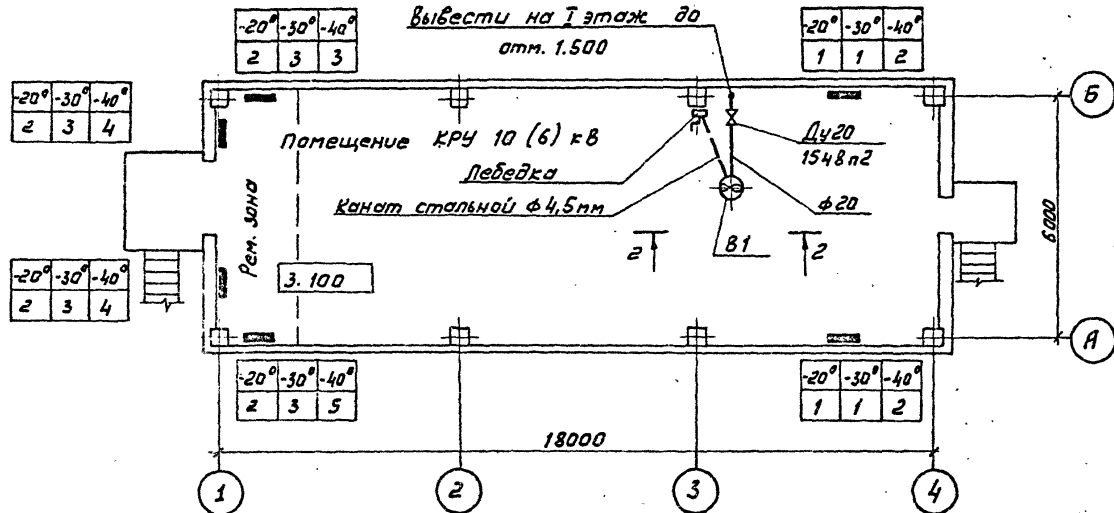 -20° -30° -40°
2 3 3
Вывести на I этаж до
отм. 1.500
-20° -30° -40°
1 1 2
-20° -30° -40°
2 3 4
Б
Помещение КРУ 10 (6) кВ
Ду20
15ч8п2
Лебедка
Канат стальной ф4,5мм
ф20
В1
2
2
6000
Рем. зона
3.100
-20° -30° -40°
2 3 4
А
-20° -30° -40°
2 3 5
-20° -30° -40°
1 1 2
18000
1
2
3
4